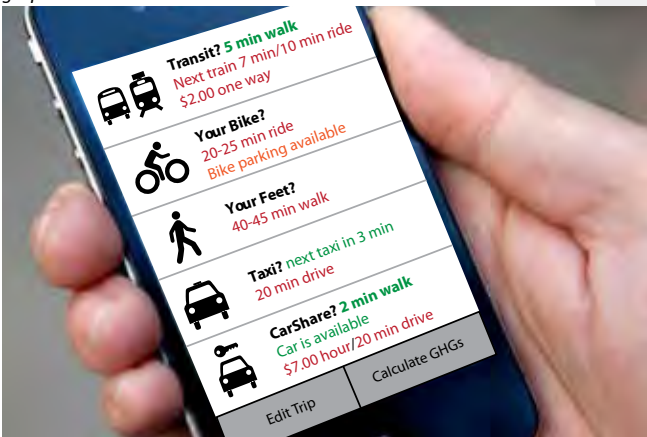 Transit? 5 min walk
Next train 7 min/10 min ride
$2.00 one way
Your Bike?
20-25 min ride
Bike parking available
Your Feet?
40-45 min walk
Taxi? next taxi in 3 min
20 min drive
CarShare? 2 min walk
Car is available
$7.00 hour/20 min drive
Edit Trip
Calculate GHGs